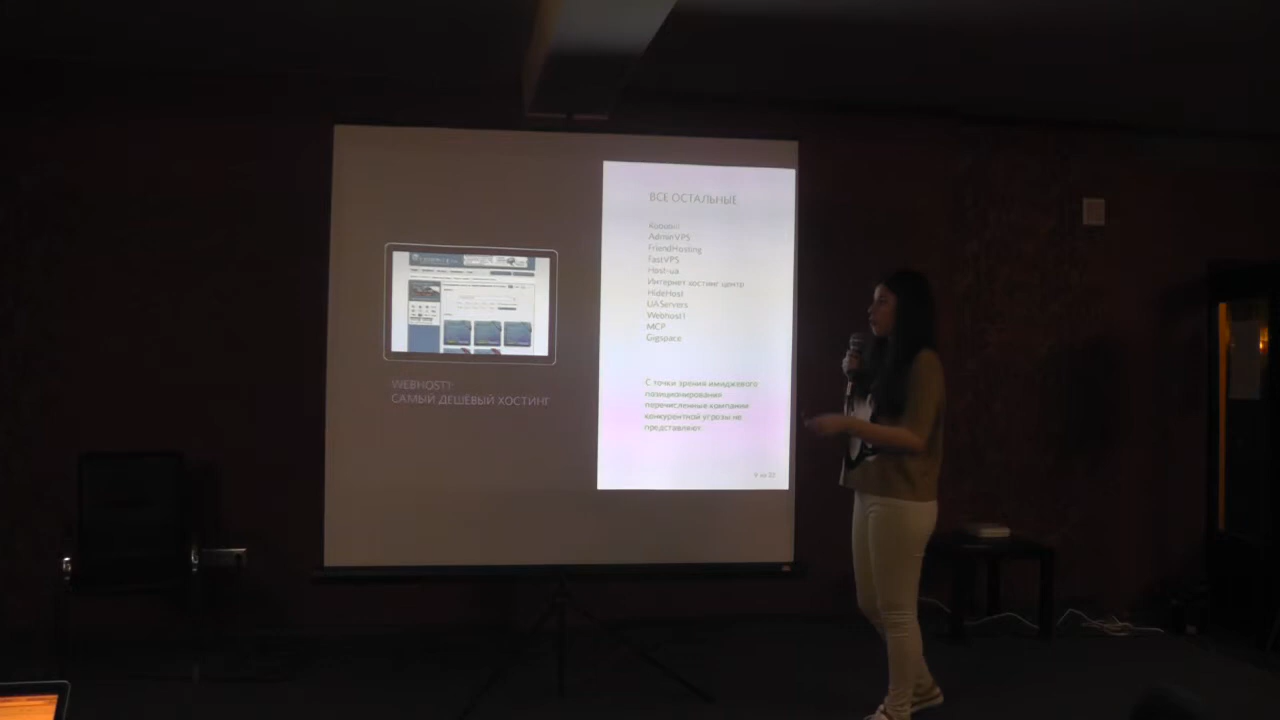 WEBHOST1:
САМЫЙ ДЕШЁВЫЙ ХОСТИНГ
ВСЕ ОСТАЛЬНЫЕ
AdminVPS
FriendHosting
FastVPS
Host-ua
Интернет хостинг центр
HideHost
UAServers
Webhost1
MCP
Gigspace
С точки зрения имиджевого
позиционирования
перечисленные компании
конкурентной угрозы не
представляют.